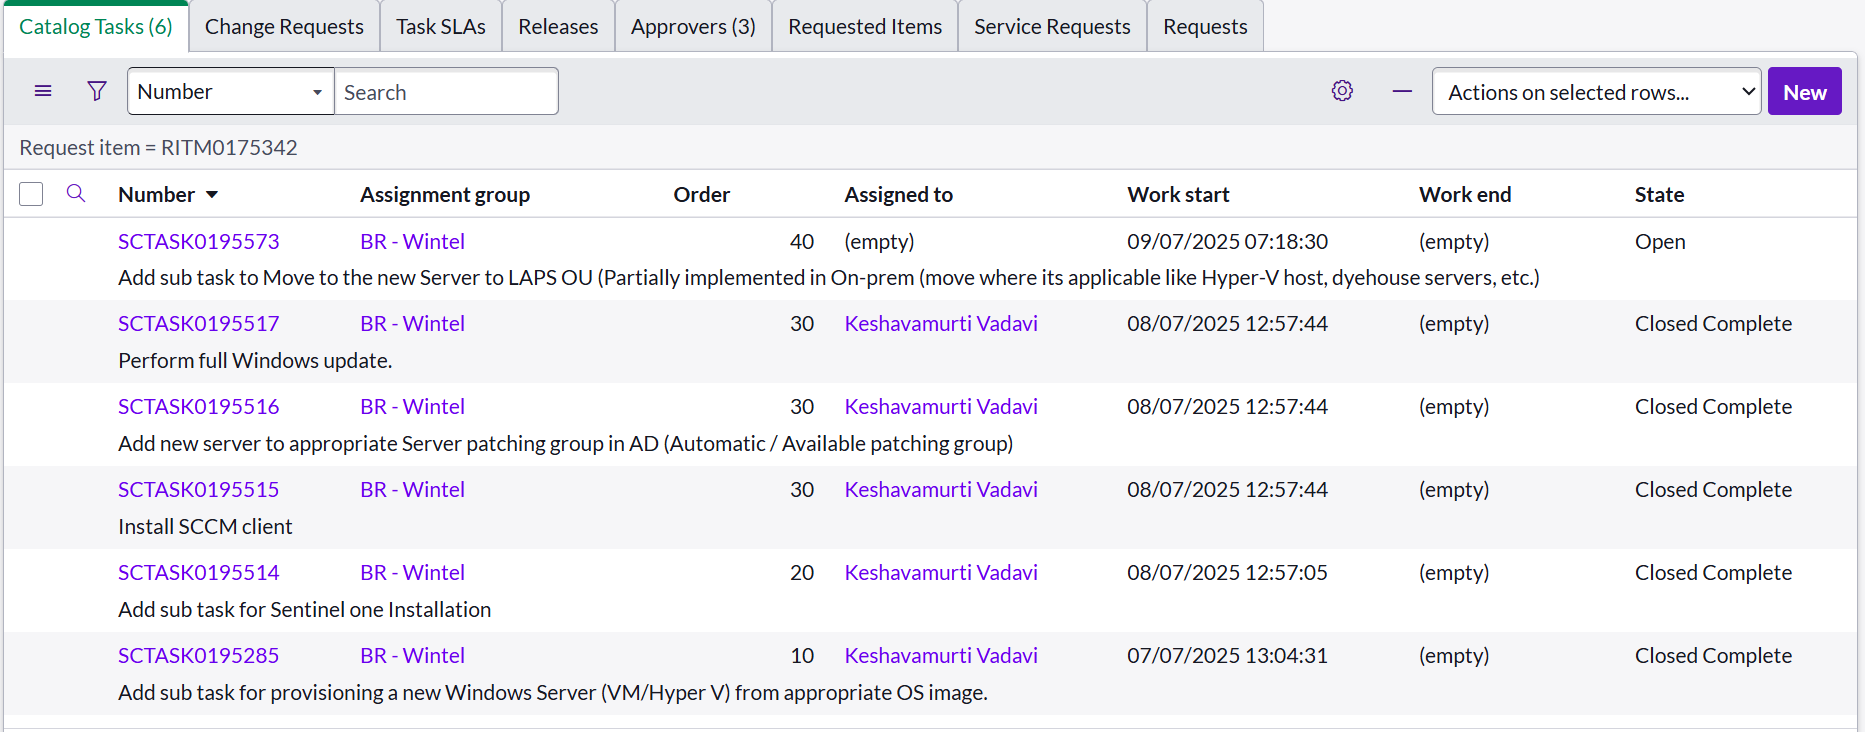 Catalog Tasks (6) Change Requests Task SLAs Releases Approvers (3) Requested Items Service Requests Requests
Number Search Actions on selected rows... New
Request item = RITM0175342
Number Assignment group Order Assigned to Work start Work end State
SCTASK0195573 BR - Wintel 40 (empty) 09/07/2025 07:18:30 (empty) Open
Add sub task to Move to the new Server to LAPS OU (Partially implemented in On-prem (move where its applicable like Hyper-V host, dyehouse servers, etc.)
SCTASK0195517 BR - Wintel 30 Keshavamurti Vadavi 08/07/2025 12:57:44 (empty) Closed Complete
Perform full Windows update.
SCTASK0195516 BR - Wintel 30 Keshavamurti Vadavi 08/07/2025 12:57:44 (empty) Closed Complete
Add new server to appropriate Server patching group in AD (Automatic / Available patching group)
SCTASK0195515 BR - Wintel 30 Keshavamurti Vadavi 08/07/2025 12:57:44 (empty) Closed Complete
Install SCCM client
SCTASK0195514 BR - Wintel 20 Keshavamurti Vadavi 08/07/2025 12:57:05 (empty) Closed Complete
Add sub task for Sentinel one Installation
SCTASK0195285 BR - Wintel 10 Keshavamurti Vadavi 07/07/2025 13:04:31 (empty) Closed Complete
Add sub task for provisioning a new Windows Server (VM/Hyper V) from appropriate OS image.